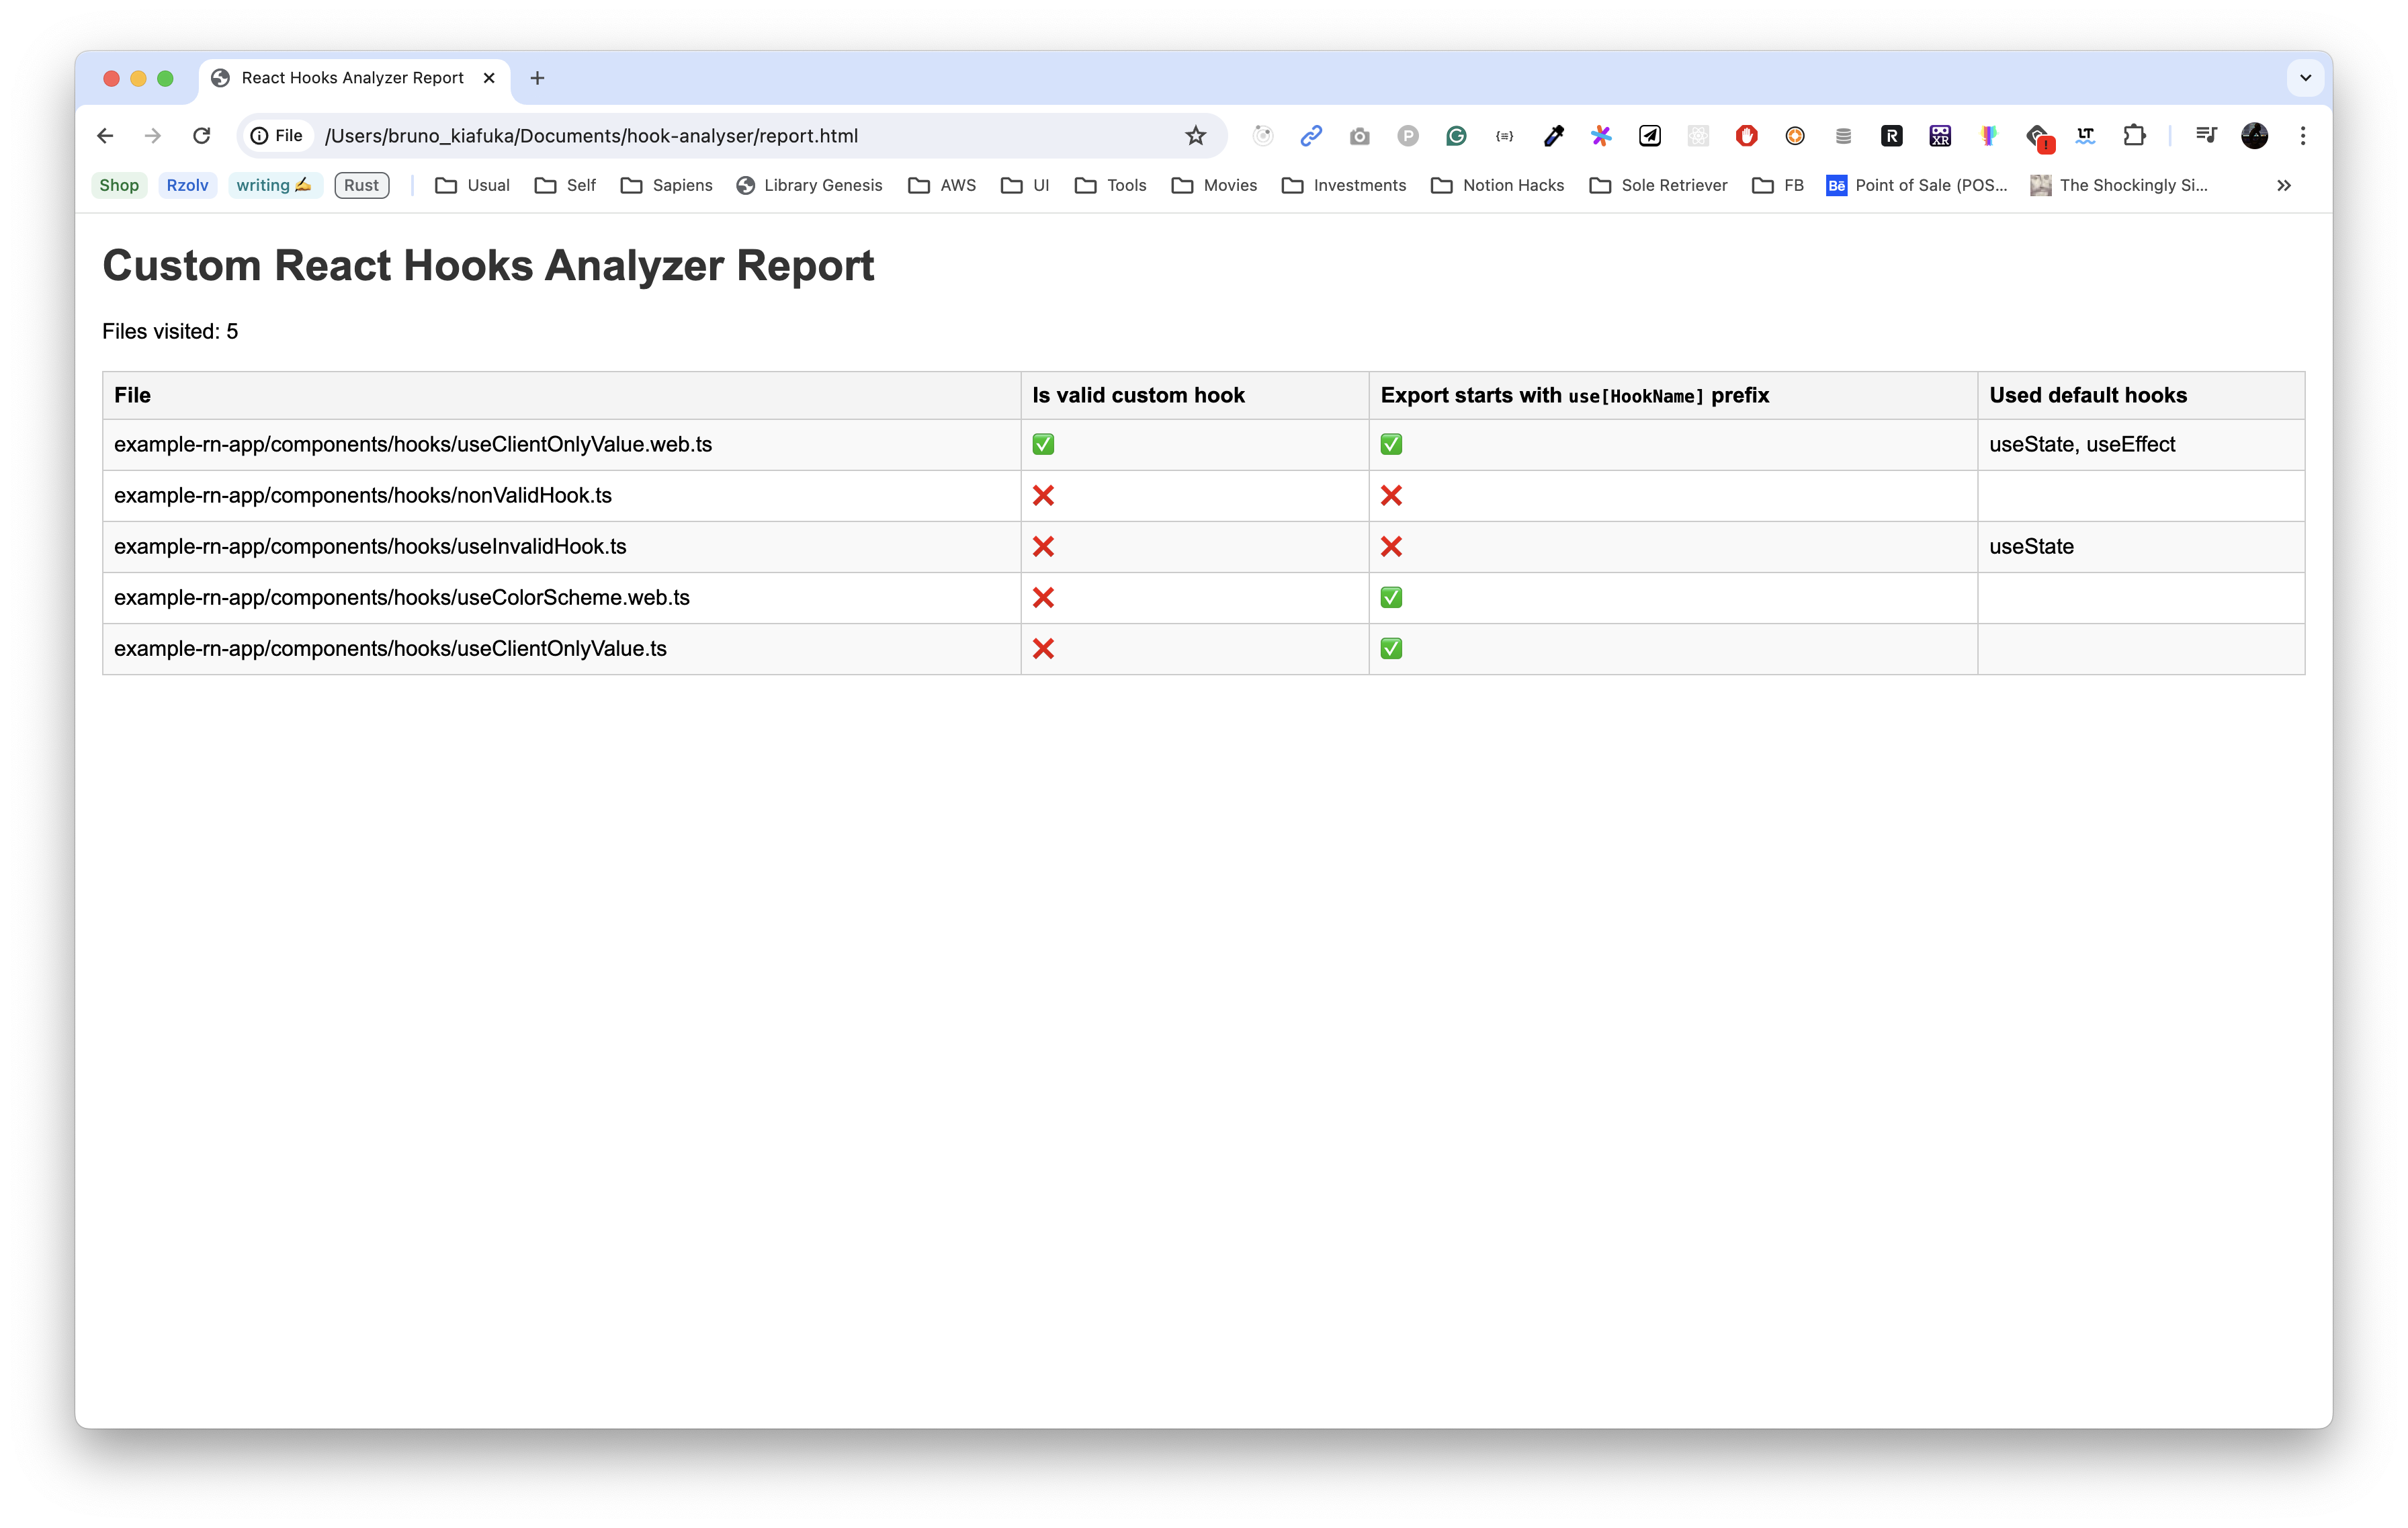 React Hooks Analyzer Report
File /Users/bruno_kiafuka/Documents/hook-analyser/report.html
Shop Rzolv writing✍️ Rust Usual Self Sapiens Library Genesis AWS UI Tools Movies Investments Notion Hacks Sole Retriever FB Bē Point of Sale (POS... The Shockingly Si...
Custom React Hooks Analyzer Report
Files visited: 5
File Is valid custom hook Export starts with use[HookName] prefix Used default hooks
example-rn-app/components/hooks/useClientOnlyValue.web.ts ✅ ✅ useState, useEffect
example-rn-app/components/hooks/nonValidHook.ts ❌ ❌
example-rn-app/components/hooks/useInvalidHook.ts ❌ ❌ useState
example-rn-app/components/hooks/useColorScheme.web.ts ❌ ✅
example-rn-app/components/hooks/useClientOnlyValue.ts ❌ ✅